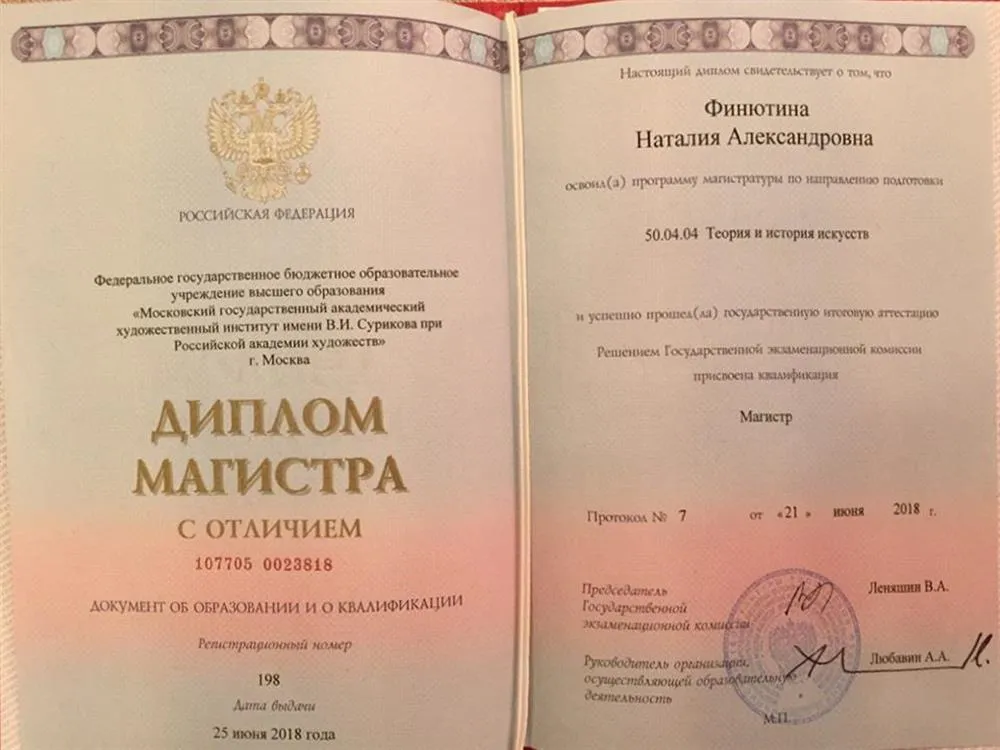 РОССИЙСКАЯ ФЕДЕРАЦИЯ
Федеральное государственное бюджетное образовательное
учреждение высшего образования
«Московский государственный академический
художественный институт имени В.И. Сурикова при
Российской академии художеств»
г. Москва
ДИПЛОМ
МАГИСТРА
С ОТЛИЧИЕМ
107705 0023818
ДОКУМЕНТ ОБ ОБРАЗОВАНИИ И О КВАЛИФИКАЦИИ
Регистрационный номер
198
Дата выдачи
25 июня 2018 года
Настоящий диплом свидетельствует о том, что
Финютина
Наталия Александровна
освоил(а) программу магистратуры по направлению подготовки
50.04.04 Теория и история искусств
и успешно прошел(ла) государственную итоговую аттестацию
Решением Государственной экзаменационной комиссии
присвоена квалификация
Магистр
Протокол № 7 от «21» июня 2018 г.
Председатель
Государственной
экзаменационной комиссии
Леняшин В.А.
Руководитель организации,
осуществляющей образовательную
деятельность
Любавин А.А.
М.П.